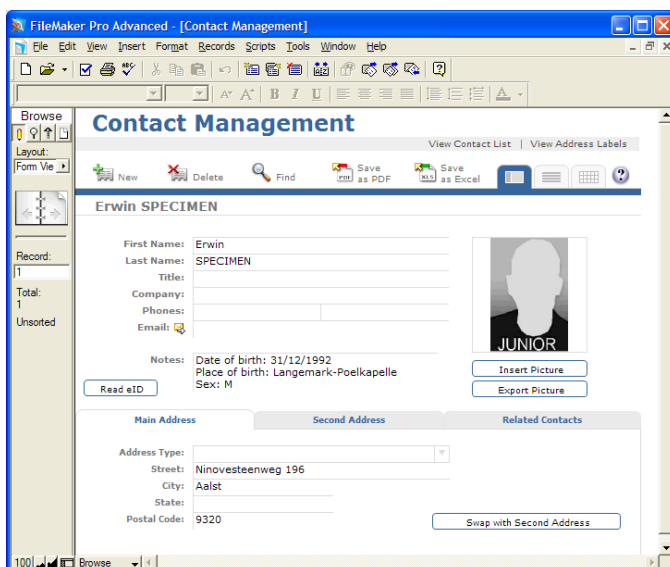 FileMaker Pro Advanced - [Contact Management]
File Edit View Insert Format Records Scripts Tools Window Help
Browse
Layout:
Form Vie
Record:
1
Total:
1
Unsorted
Contact Management
View Contact List | View Address Labels
New
Delete
Find
PDF
Save as PDF
XLS
Save as Excel
?
Erwin SPECIMEN
First Name: Erwin
Last Name: SPECIMEN
Title:
Company:
Phones:
Email:
Notes: Date of birth: 31/12/1992
Place of birth: Langemark-Poelkapelle
Sex: M
Read eID
JUNIOR
Insert Picture
Export Picture
Main Address
Second Address
Related Contacts
Address Type:
Street: Ninovesteenweg 196
City: Aalst
State:
Postal Code: 9320
Swap with Second Address
100
Browse